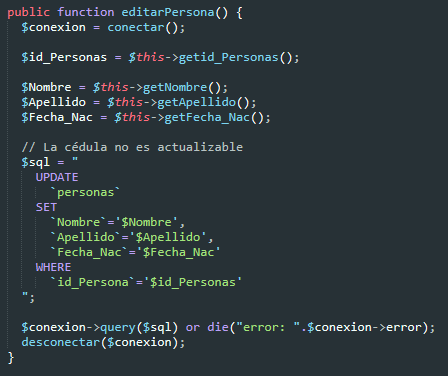 public function editarPersona() {
$conexion = conectar();
$id_Personas = $this->getid_Personas();
$Nombre = $this->getNombre();
$Apellido = $this->getApellido();
$Fecha_Nac = $this->getFecha_Nac();
// La cédula no es actualizable
$sql = "
UPDATE
`personas`
SET
`Nombre`='$Nombre',
`Apellido`='$Apellido',
`Fecha_Nac`='$Fecha_Nac'
WHERE
`id_Persona`='$id_Personas'
";
$conexion->query($sql) or die("error: ".$conexion->error);
desconectar($conexion);
}